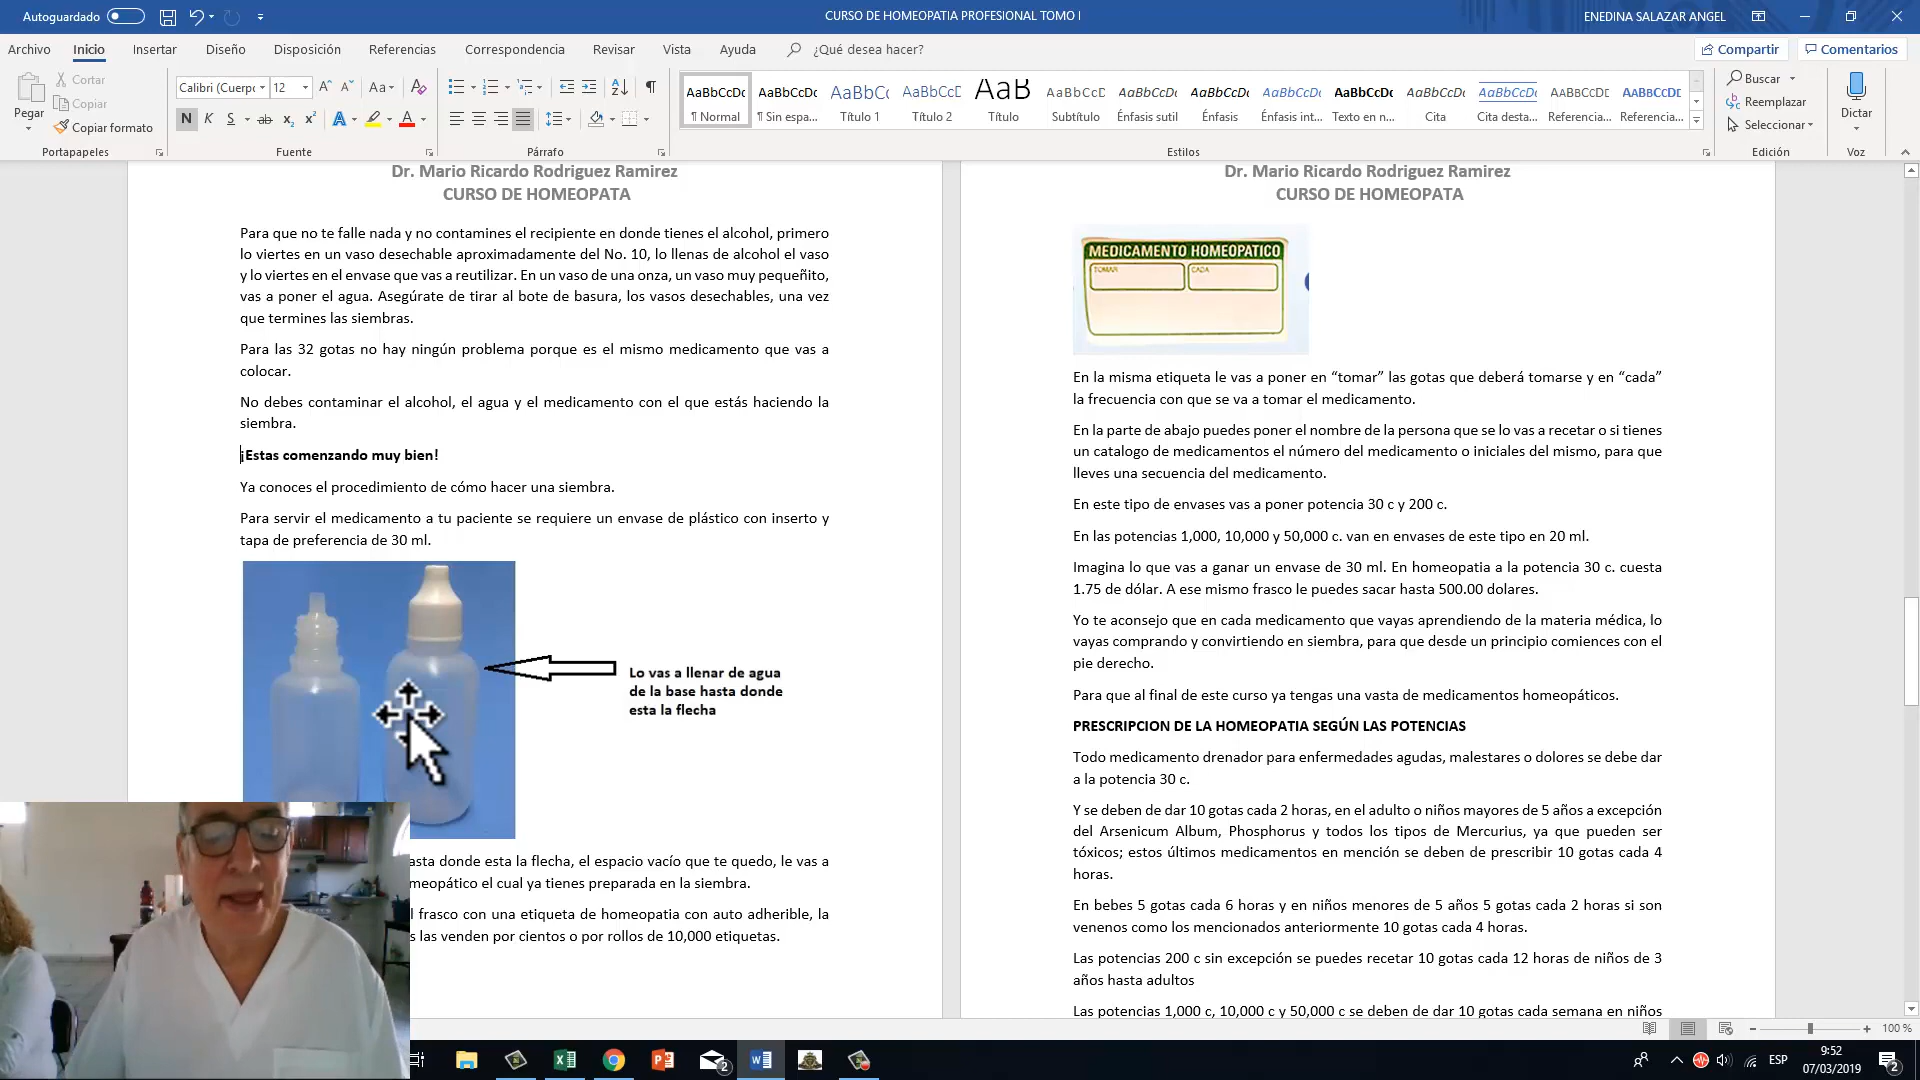 Autoguardado
CURSO DE HOMEOPATIA PROFESIONAL TOMO I
ENEDINA SALAZAR ANGEL
Archivo Inicio Insertar Diseño Disposición Referencias Correspondencia Revisar Vista Ayuda ¿Qué desea hacer? Compartir Comentarios
Pegar
Cortar
Copiar
Copiar formato
Portapapeles
Calibri (Cuerpo 12
Fuente
Párrafo
AaBbCcDc AaBbCcDc AaBbCc AaBbCcD AaB AaBbCcD AaBbCcDc AaBbCcDc AaBbCcDc AaBbCcDc AaBbCcDc AaBbCcDc AABBCCDE AABBCCDE
¶ Normal ¶ Sin espa... Título 1 Título 2 Título Subtítulo Énfasis sutil Énfasis Énfasis int... Texto en n... Cita Cita desta... Referencia... Referencia...
Estilos
Buscar
Reemplazar
Seleccionar
Edición
Dictar
Voz
Dr. Mario Ricardo Rodriguez Ramirez
CURSO DE HOMEOPATA
Para que no te falle nada y no contamines el recipiente en donde tienes el alcohol, primero
lo viertes en un vaso desechable aproximadamente del No. 10, lo llenas de alcohol el vaso
y lo viertes en el envase que vas a reutilizar. En un vaso de una onza, un vaso muy pequeñito,
vas a poner el agua. Asegúrate de tirar al bote de basura, los vasos desechables, una vez
que termines las siembras.
Para las 32 gotas no hay ningún problema porque es el mismo medicamento que vas a
colocar.
No debes contaminar el alcohol, el agua y el medicamento con el que estás haciendo la
siembra.
¡Estas comenzando muy bien!
Ya conoces el procedimiento de cómo hacer una siembra.
Para servir el medicamento a tu paciente se requiere un envase de plástico con inserto y
tapa de preferencia de 30 ml.
Lo vas a llenar de agua
de la base hasta donde
esta la flecha
asta donde esta la flecha, el espacio vacío que te quedo, le vas a
meopático el cual ya tienes preparada en la siembra.
l frasco con una etiqueta de homeopatia con auto adherible, la
s las venden por cientos o por rollos de 10,000 etiquetas.
Dr. Mario Ricardo Rodriguez Ramirez
CURSO DE HOMEOPATA
MEDICAMENTO HOMEOPATICO
TOMAR CADA
En la misma etiqueta le vas a poner en “tomar” las gotas que deberá tomarse y en “cada”
la frecuencia con que se va a tomar el medicamento.
En la parte de abajo puedes poner el nombre de la persona que se lo vas a recetar o si tienes
un catalogo de medicamentos el número del medicamento o iniciales del mismo, para que
lleves una secuencia del medicamento.
En este tipo de envases vas a poner potencia 30 c y 200 c.
En las potencias 1,000, 10,000 y 50,000 c. van en envases de este tipo en 20 ml.
Imagina lo que vas a ganar un envase de 30 ml. En homeopatia a la potencia 30 c. cuesta
1.75 de dólar. A ese mismo frasco le puedes sacar hasta 500.00 dolares.
Yo te aconsejo que en cada medicamento que vayas aprendiendo de la materia médica, lo
vayas comprando y convirtiendo en siembra, para que desde un principio comiences con el
pie derecho.
Para que al final de este curso ya tengas una vasta de medicamentos homeopáticos.
PRESCRIPCION DE LA HOMEOPATIA SEGÚN LAS POTENCIAS
Todo medicamento drenador para enfermedades agudas, malestares o dolores se debe dar
a la potencia 30 c.
Y se deben de dar 10 gotas cada 2 horas, en el adulto o niños mayores de 5 años a excepción
del Arsenicum Album, Phosphorus y todos los tipos de Mercurius, ya que pueden ser
tóxicos; estos últimos medicamentos en mención se deben de prescribir 10 gotas cada 4
horas.
En bebes 5 gotas cada 6 horas y en niños menores de 5 años 5 gotas cada 2 horas si son
venenos como los mencionados anteriormente 10 gotas cada 4 horas.
Las potencias 200 c sin excepción se puedes recetar 10 gotas cada 12 horas de niños de 3
años hasta adultos
Las potencias 1,000 c, 10,000 c y 50,000 c se deben de dar 10 gotas cada semana en niños
100 %
ESP
9:52
07/03/2019